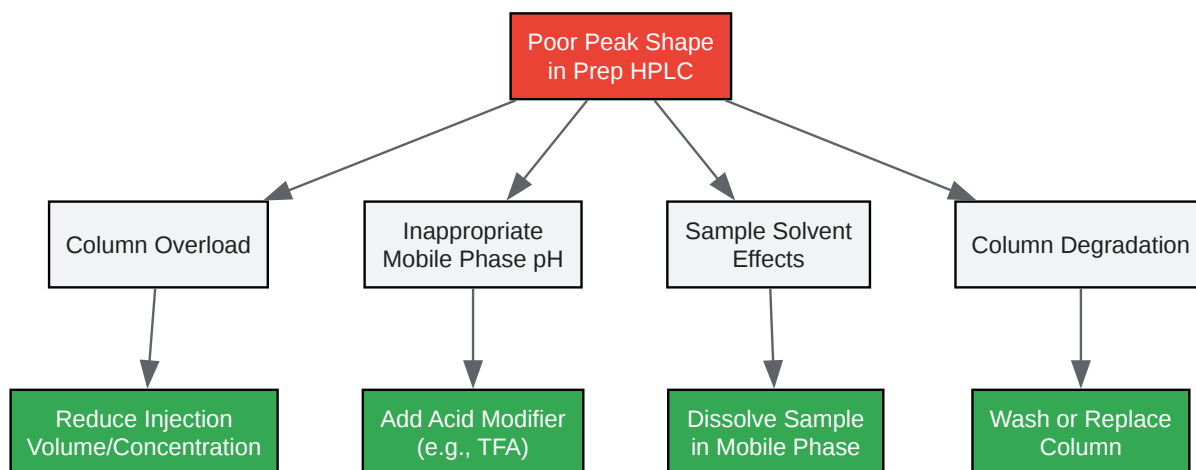 Poor Peak Shape
in Prep HPLC
Column Overload
Inappropriate
Mobile Phase pH
Sample Solvent
Effects
Column Degradation
Reduce Injection
Volume/Concentration
Add Acid Modifier
(e.g., TFA)
Dissolve Sample
in Mobile Phase
Wash or Replace
Column